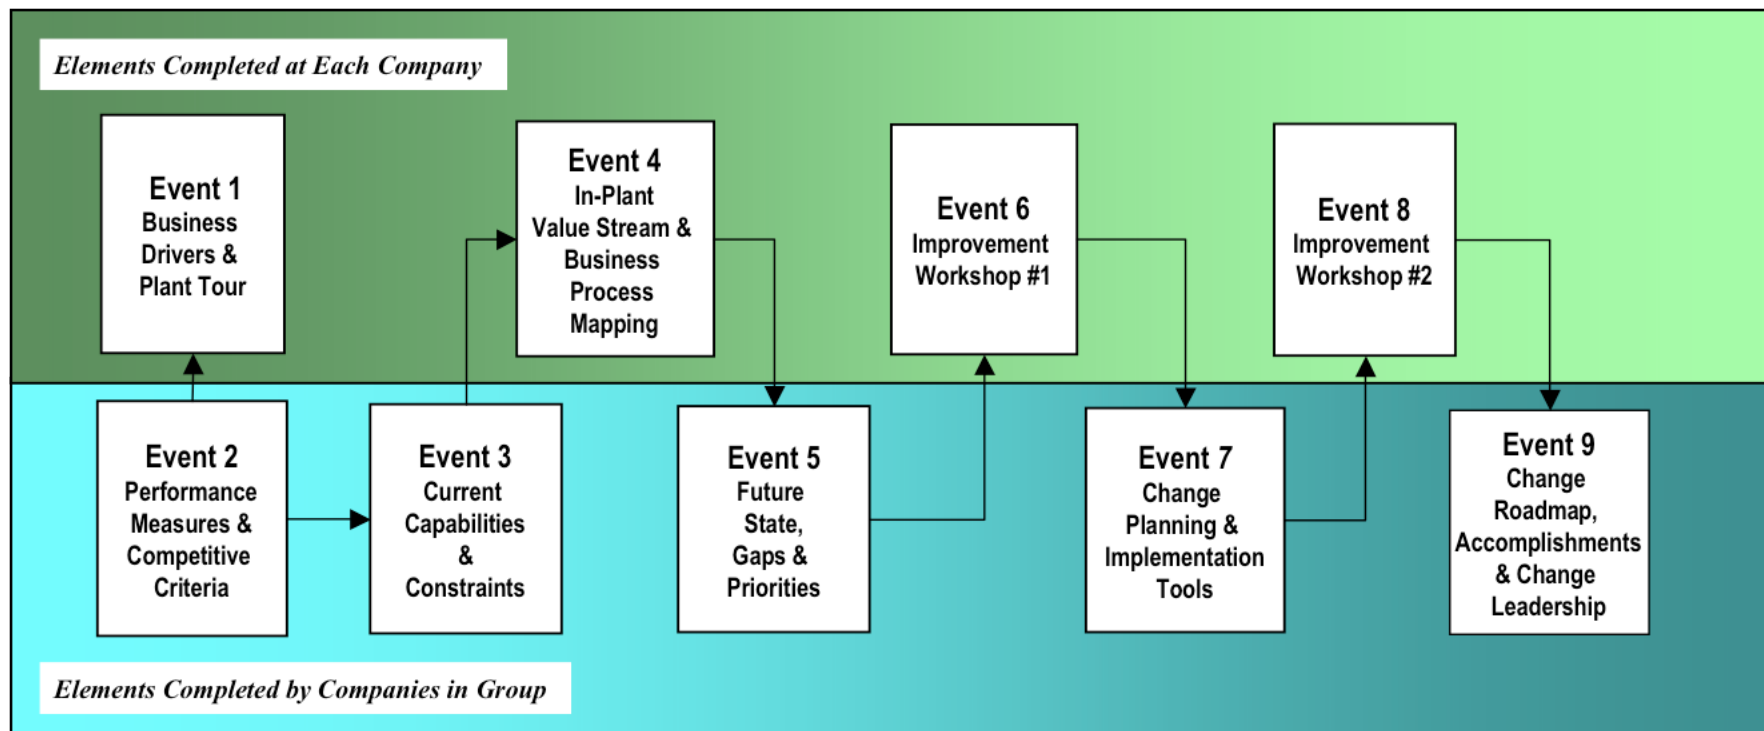 Elements Completed at Each Company
Event 1
Business
Drivers &
Plant Tour
Event 4
In-Plant
Value Stream &
Business
Process
Mapping
Event 6
Improvement
Workshop #1
Event 8
Improvement
Workshop #2
Event 2
Performance
Measures &
Competitive
Criteria
Event 3
Current
Capabilities
&
Constraints
Event 5
Future
State,
Gaps &
Priorities
Event 7
Change
Planning &
Implementation
Tools
Event 9
Change
Roadmap,
Accomplishments
& Change
Leadership
Elements Completed by Companies in Group